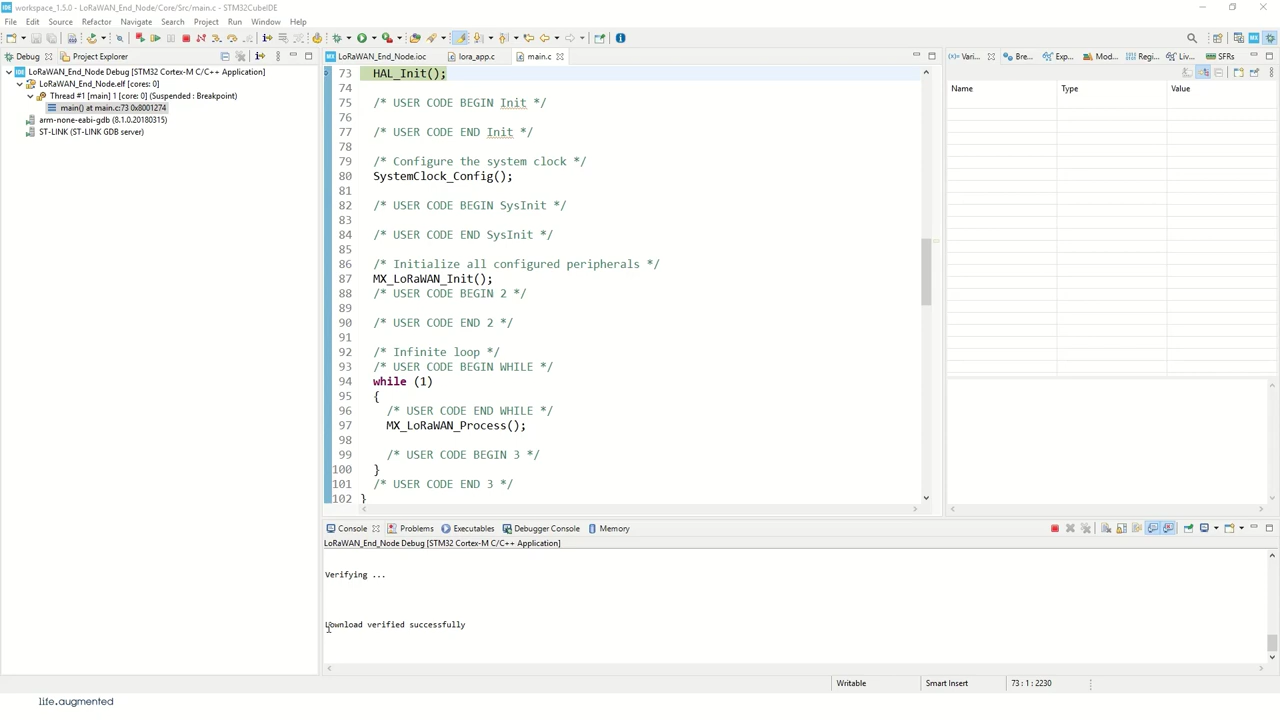 workspace_1.5.0 - LoRaWAN_End_Node/Core/Src/main.c - STM32CubeIDE
File Edit Source Refactor Navigate Search Project Run Window Help
Debug Project Explorer
LoRaWAN_End_Node Debug [STM32 Cortex-M C/C++ Application]
LoRaWAN_End_Node.elf [cores: 0]
Thread #1 [main] 1 [core: 0] (Suspended : Breakpoint)
main() at main.c:73 0x8001274
arm-none-eabi-gdb (8.1.0.20180315)
ST-LINK (ST-LINK GDB server)
LoRaWAN_End_Node.ioc lora_app.c main.c
73 HAL_Init();
74
75 /* USER CODE BEGIN Init */
76
77 /* USER CODE END Init */
78
79 /* Configure the system clock */
80 SystemClock_Config();
81
82 /* USER CODE BEGIN SysInit */
83
84 /* USER CODE END SysInit */
85
86 /* Initialize all configured peripherals */
87 MX_LoRaWAN_Init();
88 /* USER CODE BEGIN 2 */
89
90 /* USER CODE END 2 */
91
92 /* Infinite loop */
93 /* USER CODE BEGIN WHILE */
94 while (1)
95 {
96 /* USER CODE END WHILE */
97 MX_LoRaWAN_Process();
98
99 /* USER CODE BEGIN 3 */
100 }
101 /* USER CODE END 3 */
102 }
Vari... Bre... Exp... Mod... Regi... Liv... SFRs
Name Type Value
Console Problems Executables Debugger Console Memory
LoRaWAN_End_Node Debug [STM32 Cortex-M C/C++ Application]
Verifying ...
Download verified successfully
Writable Smart Insert 73 : 1 : 2230
life.augmented